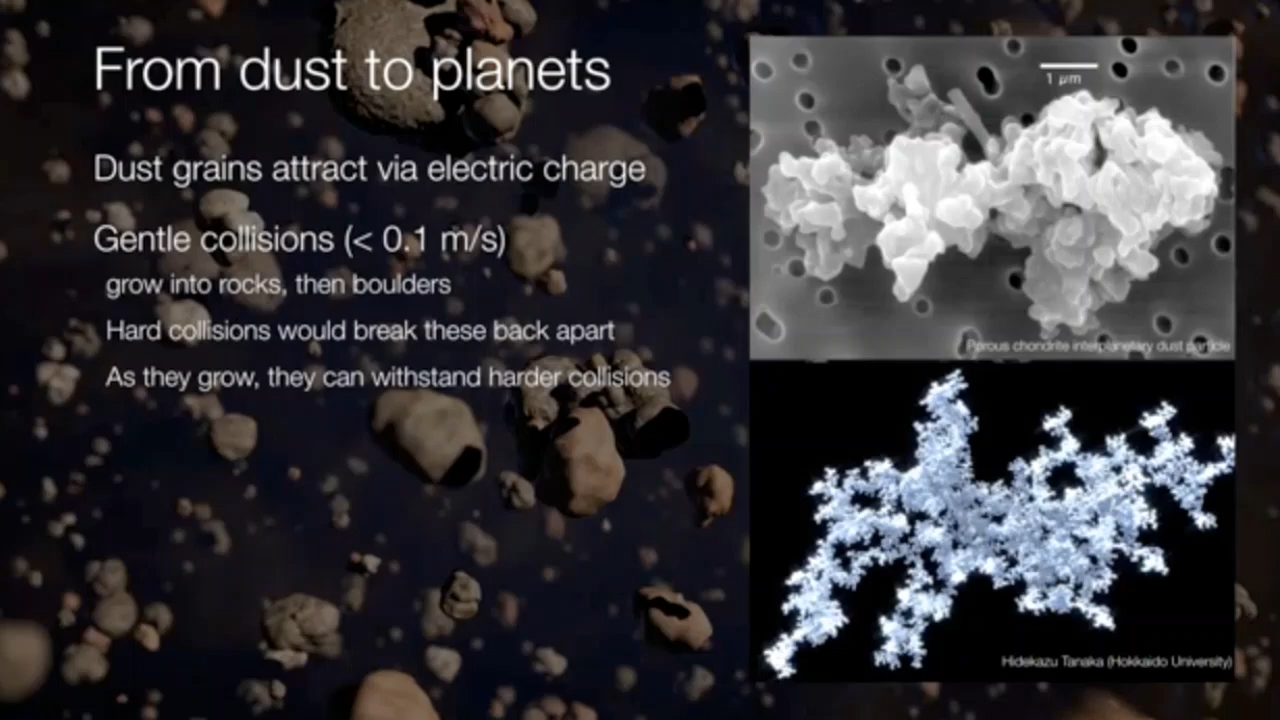 From dust to planets
Dust grains attract via electric charge
Gentle collisions (< 0.1 m/s)
grow into rocks, then boulders
Hard collisions would break these back apart
As they grow, they can withstand harder collisions
1 μm
Porous chondrite interplanetary dust particle
Hidekazu Tanaka (Hokkaido University)